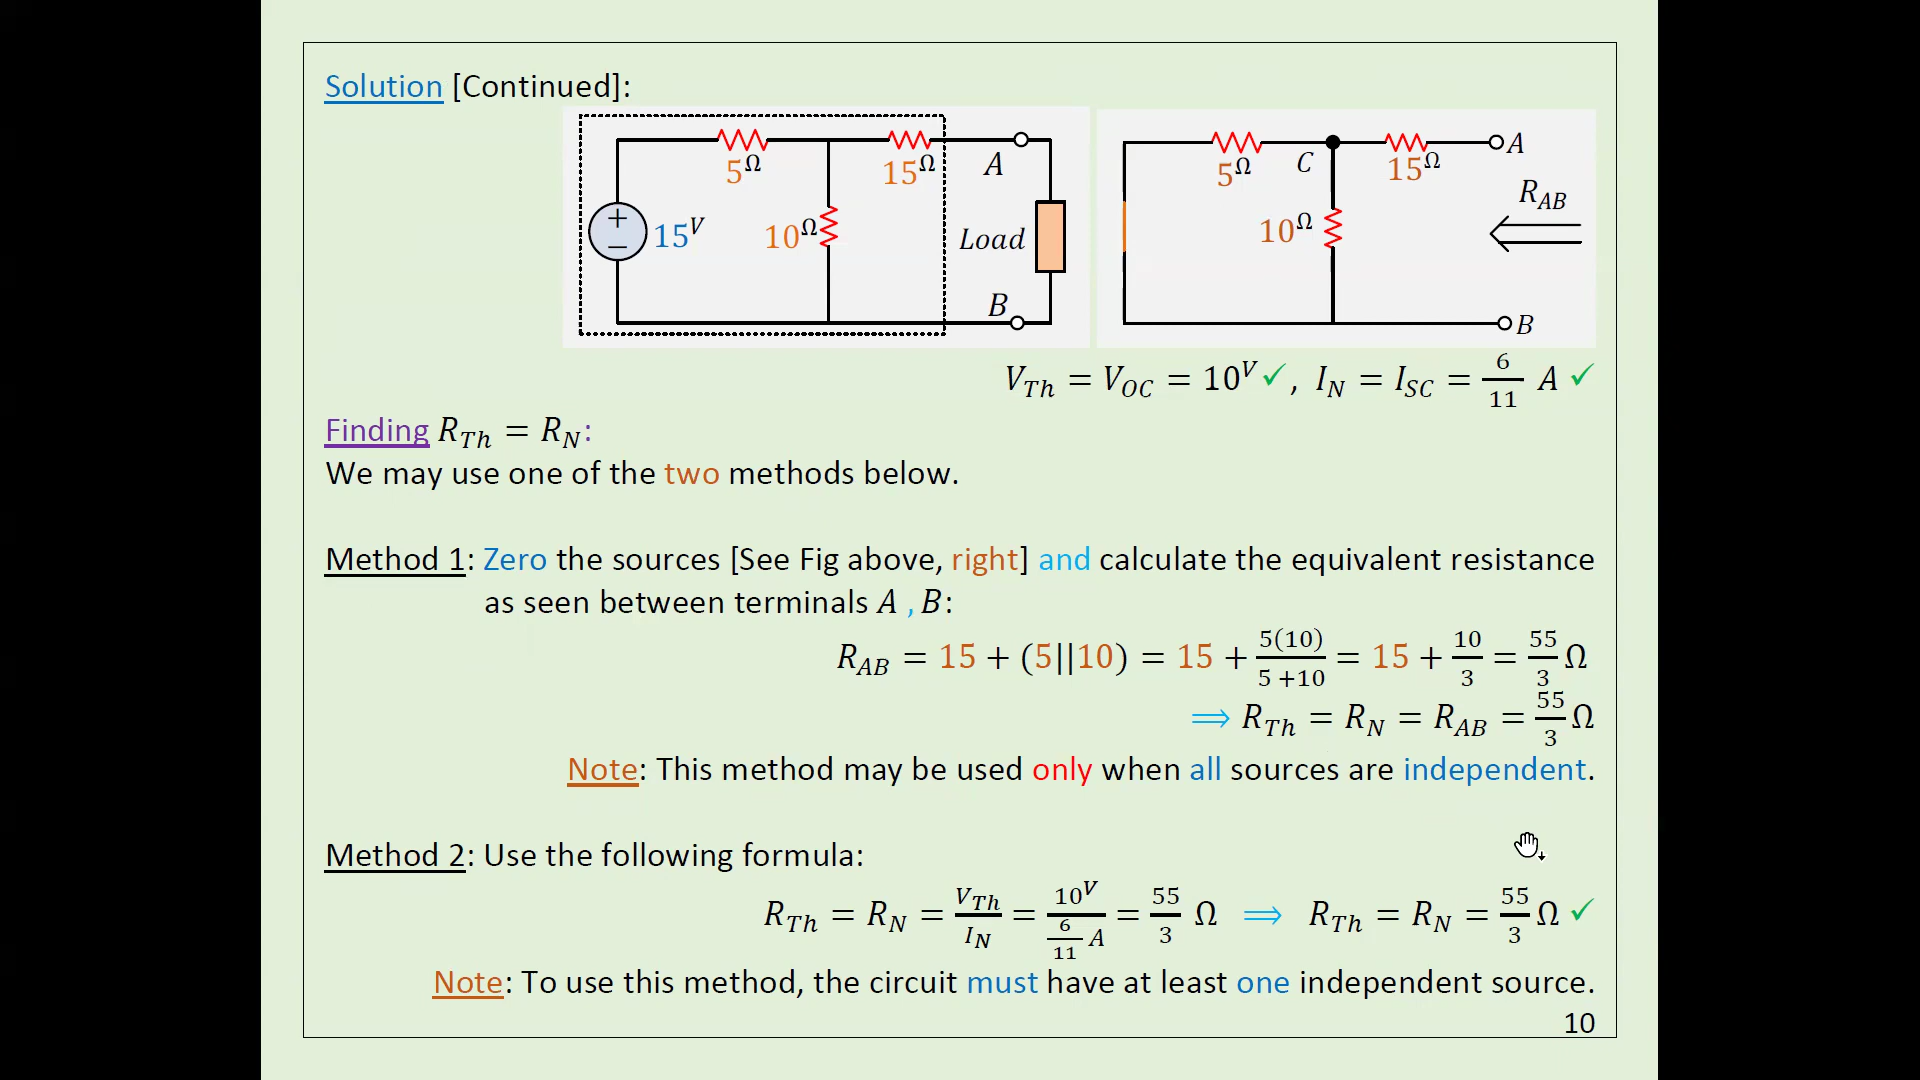 Solution [Continued]:
5Ω 15Ω A
+ − 15V 10Ω Load
B
5Ω C 15Ω A
10Ω R_AB
B
V_Th = V_OC = 10^V ✓ , I_N = I_SC = 6/11 A ✓
Finding R_Th = R_N:
We may use one of the two methods below.
Method 1: Zero the sources [See Fig above, right] and calculate the equivalent resistance
as seen between terminals A , B:
R_AB = 15 + (5||10) = 15 + 5(10)/(5 +10) = 15 + 10/3 = 55/3 Ω
⟹ R_Th = R_N = R_AB = 55/3 Ω
Note: This method may be used only when all sources are independent.
Method 2: Use the following formula:
R_Th = R_N = V_Th/I_N = 10^V/(6/11 A) = 55/3 Ω ⟹ R_Th = R_N = 55/3 Ω ✓
Note: To use this method, the circuit must have at least one independent source.
10